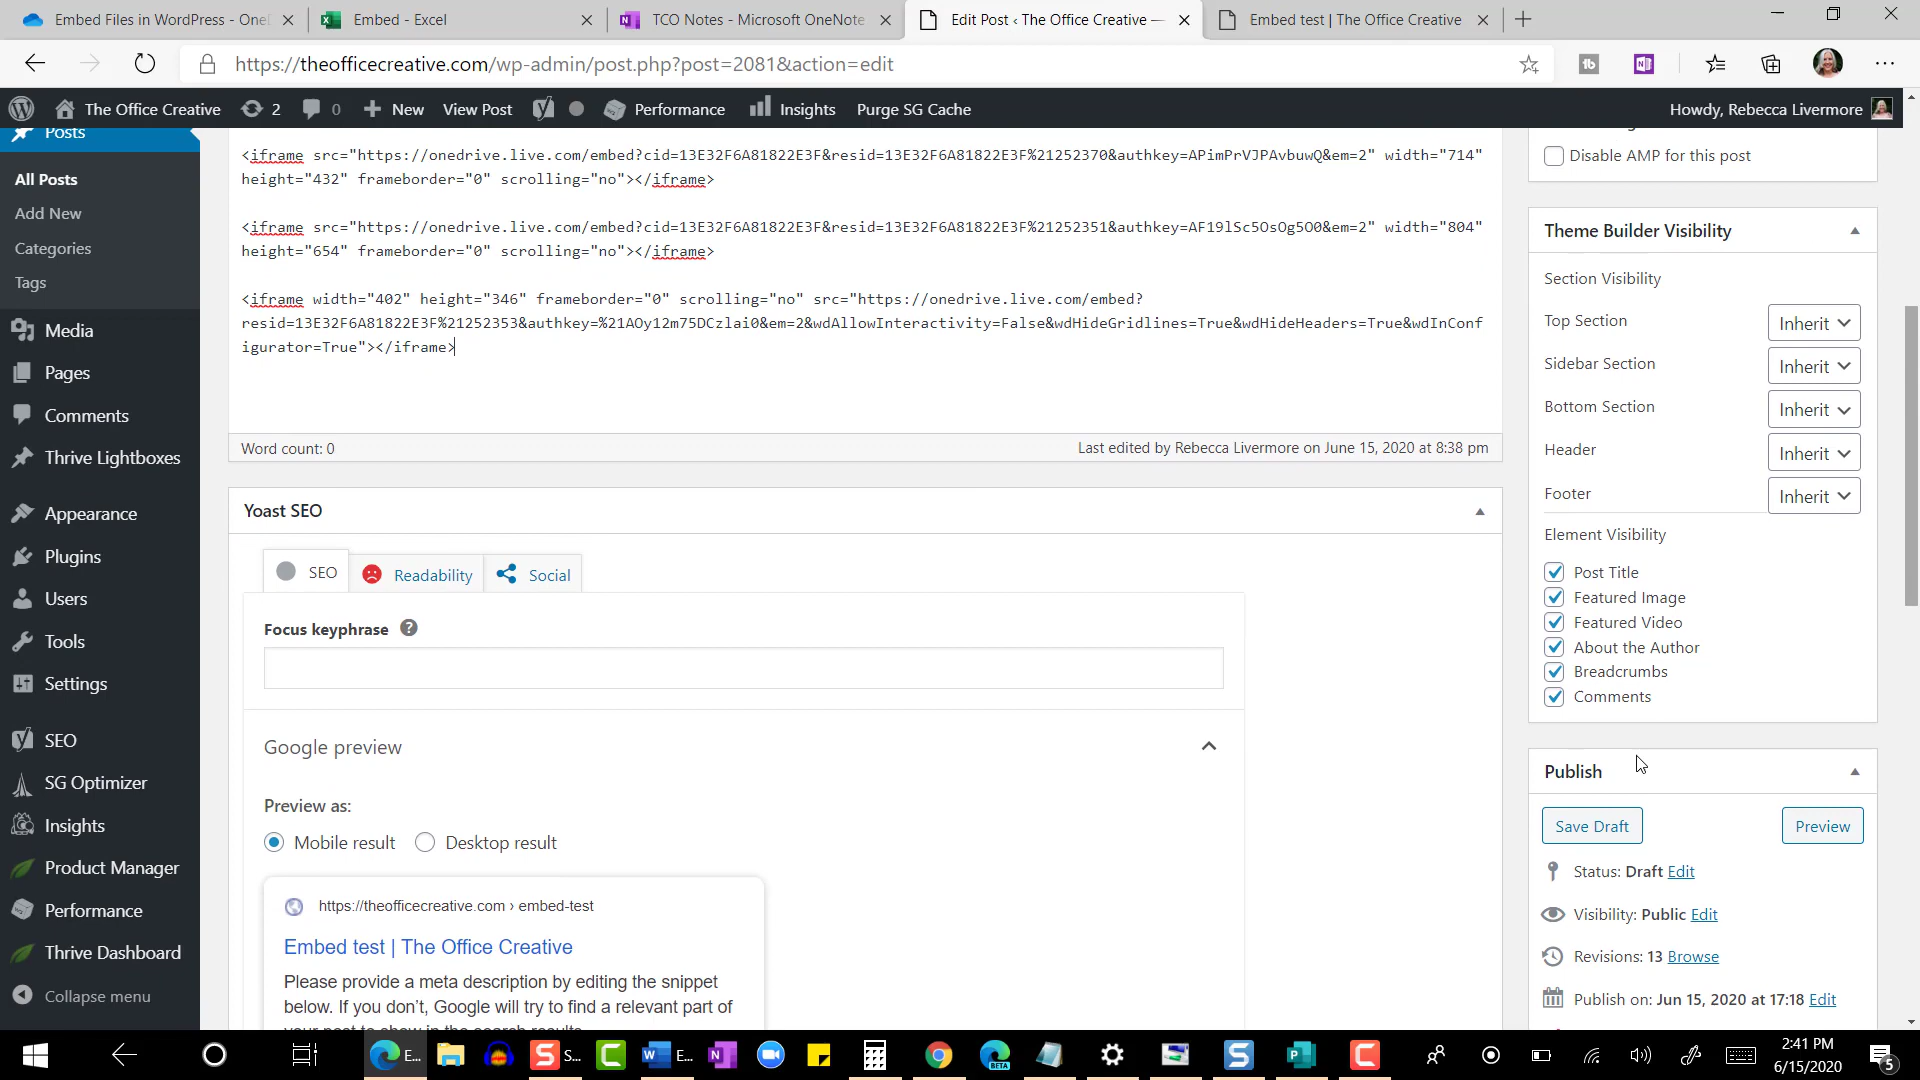 Embed Files in WordPress - OneD
Embed - Excel
TCO Notes - Microsoft OneNote
Edit Post ‹ The Office Creative —
Embed test | The Office Creative
https://theofficecreative.com/wp-admin/post.php?post=2081&action=edit
The Office Creative
2
0
New
View Post
Performance
Insights
Purge SG Cache
Howdy, Rebecca Livermore
Posts
All Posts
Add New
Categories
Tags
Media
Pages
Comments
Thrive Lightboxes
Appearance
Plugins
Users
Tools
Settings
SEO
SG Optimizer
Insights
Product Manager
Performance
Thrive Dashboard
Collapse menu
<iframe src="https://onedrive.live.com/embed?cid=13E32F6A81822E3F&resid=13E32F6A81822E3F%21252370&authkey=APimPrVJPAvbuwQ&em=2" width="714"
height="432" frameborder="0" scrolling="no"></iframe>
<iframe src="https://onedrive.live.com/embed?cid=13E32F6A81822E3F&resid=13E32F6A81822E3F%21252351&authkey=AF19lSc5OsOg5O0&em=2" width="804"
height="654" frameborder="0" scrolling="no"></iframe>
<iframe width="402" height="346" frameborder="0" scrolling="no" src="https://onedrive.live.com/embed?
resid=13E32F6A81822E3F%21252353&authkey=%21AOy12m75DCzlai0&em=2&wdAllowInteractivity=False&wdHideGridlines=True&wdHideHeaders=True&wdInConf
igurator=True"></iframe>
Word count: 0
Last edited by Rebecca Livermore on June 15, 2020 at 8:38 pm
Yoast SEO
SEO
Readability
Social
Focus keyphrase
Google preview
Preview as:
Mobile result
Desktop result
https://theofficecreative.com › embed-test
Embed test | The Office Creative
Please provide a meta description by editing the snippet
below. If you don't, Google will try to find a relevant part of
your post to show in the search results.
Disable AMP for this post
Theme Builder Visibility
Section Visibility
Top Section
Inherit
Sidebar Section
Inherit
Bottom Section
Inherit
Header
Inherit
Footer
Inherit
Element Visibility
Post Title
Featured Image
Featured Video
About the Author
Breadcrumbs
Comments
Publish
Save Draft
Preview
Status: Draft Edit
Visibility: Public Edit
Revisions: 13 Browse
Publish on: Jun 15, 2020 at 17:18 Edit
E...
S...
E...
BETA
2:41 PM
6/15/2020
5